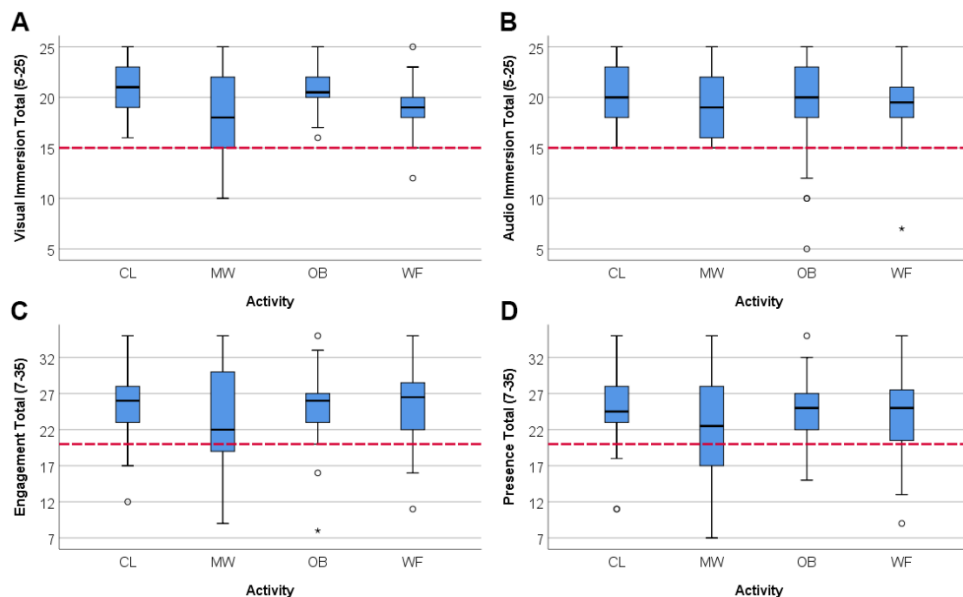 A
Visual Immersion Total (5-25)
25
20
15
10
5
CL MW OB WF
Activity
B
Audio Immersion Total (5-25)
25
20
15
10
5
CL MW OB WF
Activity
C
Engagement Total (7-35)
32
27
22
17
12
7
CL MW OB WF
Activity
D
Presence Total (7-35)
32
27
22
17
12
7
CL MW OB WF
Activity